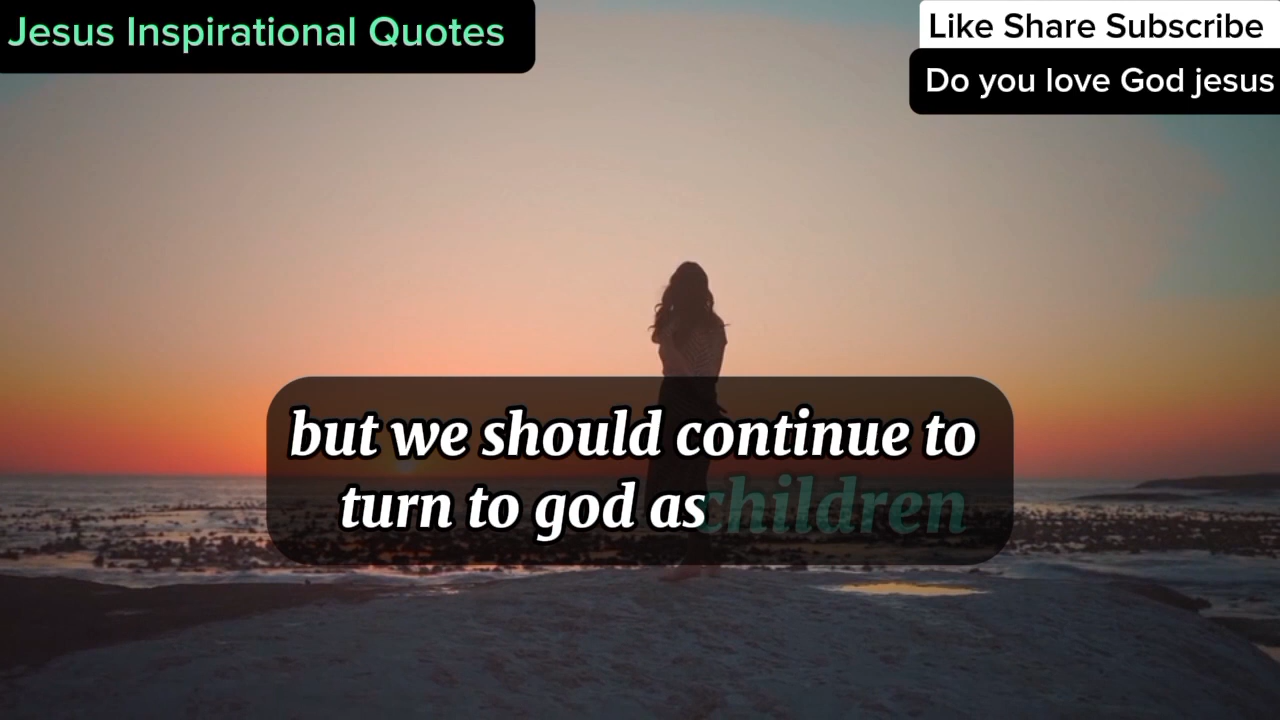 Jesus Inspirational Quotes
Like Share Subscribe
Do you love God jesus
but we should continue to
turn to god as children